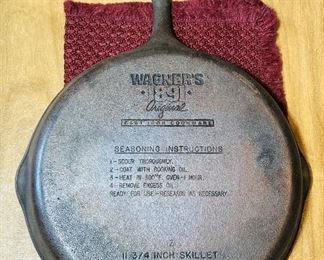 WAGNER'S
1891
Original
CAST IRON COOKWARE
SEASONING INSTRUCTIONS
1 - SCOUR THOROUGHLY.
2 - COAT WITH COOKING OIL.
3 - HEAT IN 300°F. OVEN-1 HOUR.
4 - REMOVE EXCESS OIL.
READY FOR USE-RESEASON AS NECESSARY.
11 3/4 INCH SKILLET